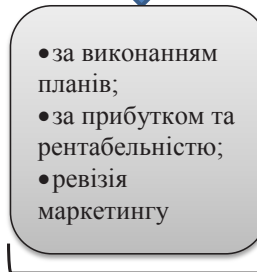 •за виконанням
планів;
•за прибутком та
рентабельністю;
•ревізія
маркетингу